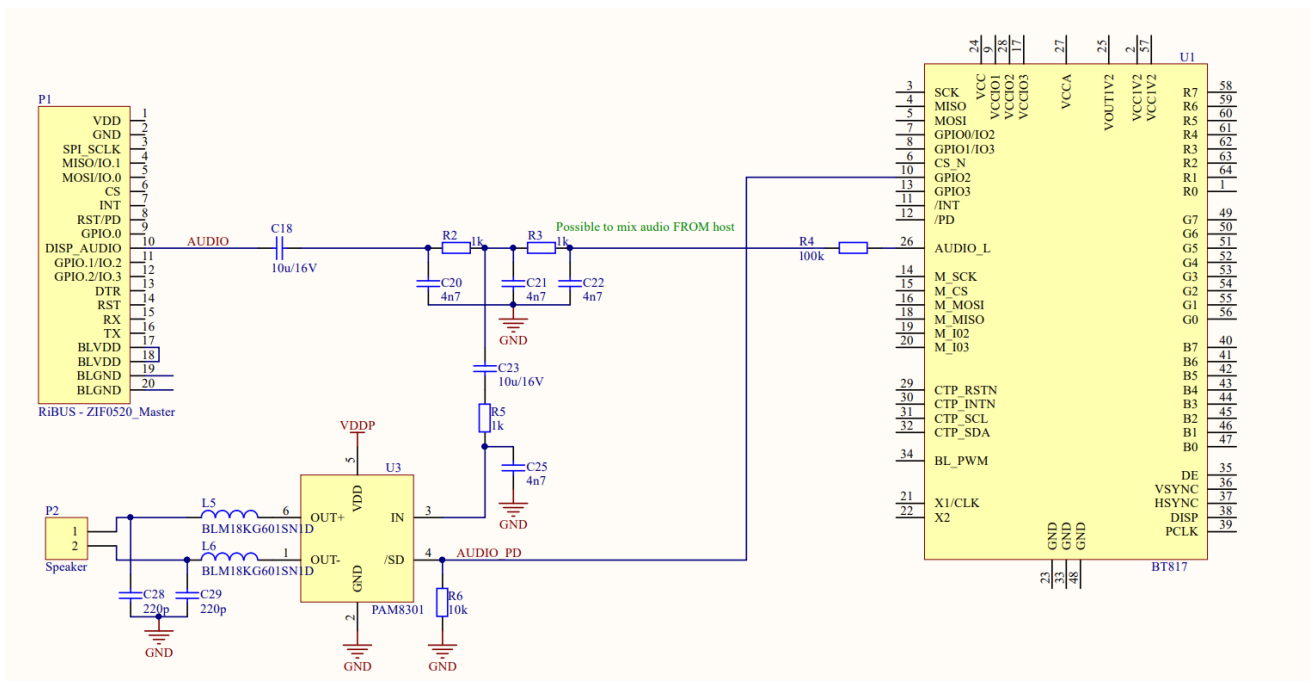 P1
VDD 1
GND 2
SPI_SCLK 3
MISO/IO.1 4
MOSI/IO.0 5
CS 6
INT 7
RST/PD 8
GPIO.0 9
DISP_AUDIO 10
GPIO.1/IO.2 11
GPIO.2/IO.3 12
DTR 13
RST 14
RX 15
TX 16
BLVDD 17
BLVDD 18
BLGND 19
BLGND 20
RiBUS - ZIF0520_Master
AUDIO
C18
10u/16V
R2
1k
R3
1k
Possible to mix audio FROM host
R4
100k
C20
4n7
C21
4n7
C22
4n7
GND
C23
10u/16V
R5
1k
C25
4n7
GND
VDDP
5
U3
VDD
OUT+ 6
OUT- 1
IN 3
/SD 4
GND
2
PAM8301
GND
AUDIO_PD
R6
10k
GND
L5
BLM18KG601SN1D
L6
BLM18KG601SN1D
P2
1
2
Speaker
C28
220p
C29
220p
GND
U1
24 9 28 17 27 25 2 57
VCC VCCIO1 VCCIO2 VCCIO3 VCCA VOUT1V2 VCC1V2 VCC1V2
3 SCK
4 MISO
5 MOSI
7 GPIO0/IO2
8 GPIO1/IO3
6 CS_N
10 GPIO2
13 GPIO3
11 /INT
12 /PD
26 AUDIO_L
14 M_SCK
15 M_CS
16 M_MOSI
18 M_MISO
19 M_I02
20 M_I03
29 CTP_RSTN
30 CTP_INTN
31 CTP_SCL
32 CTP_SDA
34 BL_PWM
21 X1/CLK
22 X2
R7 58
R6 59
R5 60
R4 61
R3 62
R2 63
R1 64
R0 1
G7 49
G6 50
G5 51
G4 52
G3 53
G2 54
G1 55
G0 56
B7 40
B6 41
B5 42
B4 43
B3 44
B2 45
B1 46
B0 47
DE 35
VSYNC 36
HSYNC 37
DISP 38
PCLK 39
GND GND GND
23 33 48
BT817